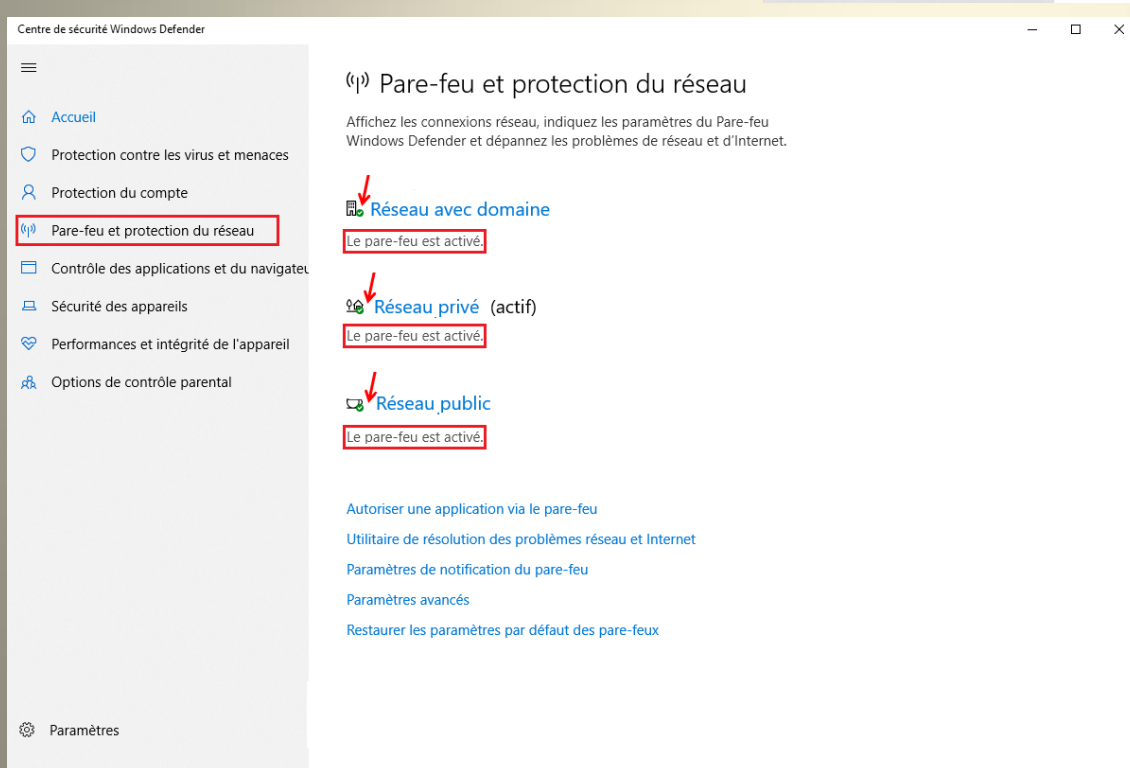 Centre de sécurité Windows Defender
Accueil
Protection contre les virus et menaces
Protection du compte
Pare-feu et protection du réseau
Contrôle des applications et du navigateu
Sécurité des appareils
Performances et intégrité de l'appareil
Options de contrôle parental
Paramètres
Pare-feu et protection du réseau
Affichez les connexions réseau, indiquez les paramètres du Pare-feu
Windows Defender et dépannez les problèmes de réseau et d'Internet.
Réseau avec domaine
Le pare-feu est activé.
Réseau privé (actif)
Le pare-feu est activé.
Réseau public
Le pare-feu est activé.
Autoriser une application via le pare-feu
Utilitaire de résolution des problèmes réseau et Internet
Paramètres de notification du pare-feu
Paramètres avancés
Restaurer les paramètres par défaut des pare-feux